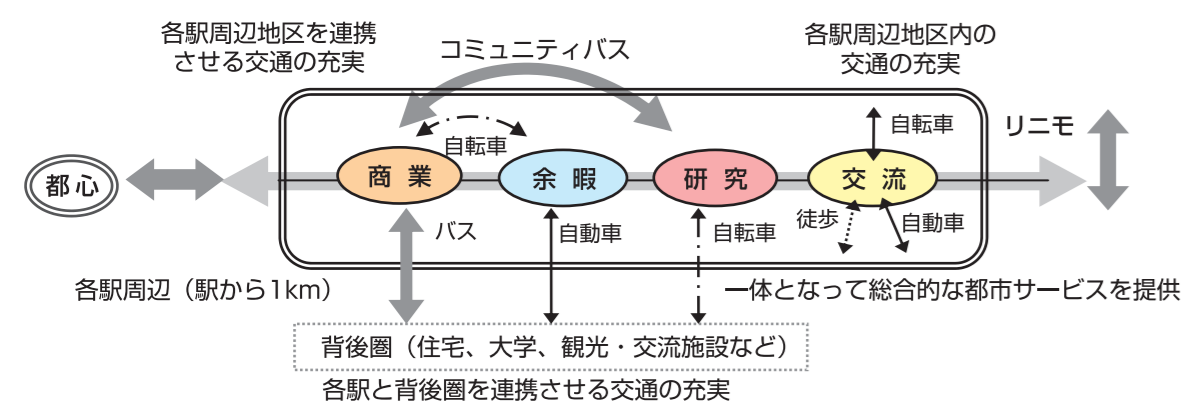 各駅周辺地区を連携
させる交通の充実
コミュニティバス
各駅周辺地区内の
交通の充実
自転車
自転車
リニモ
都心
商業
余暇
研究
交流
バス
自動車
自転車
徒歩
自動車
各駅周辺（駅から1km）
一体となって総合的な都市サービスを提供
背後圏（住宅、大学、観光・交流施設など）
各駅と背後圏を連携させる交通の充実